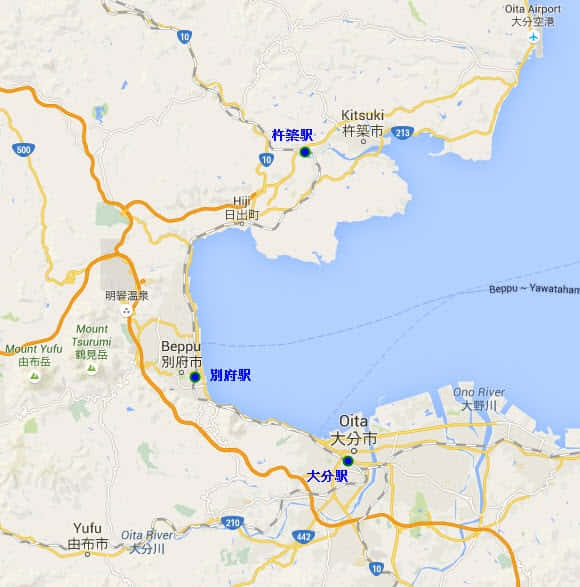 Oita Airport
大分空港
10
Kitsuki
杵築市
213
杵築駅
500
10
Hiji
日出町
明礬温泉
Beppu ~ Yawataham
Mount
Tsurumi
鶴見岳
Mount Yufu
由布岳
Beppu
別府市
別府駅
Ono River
大野川
Oita
大分市
大分駅
210
442
Yufu
由布市
Oita River
大分川
10